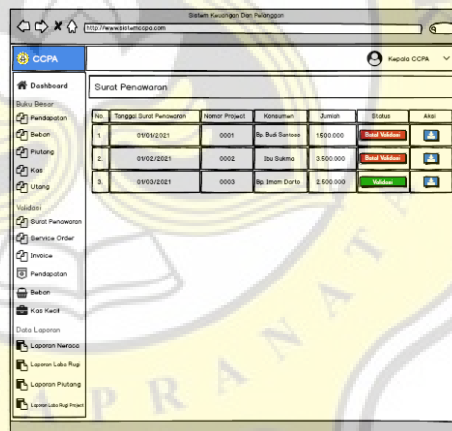 Sistem Keuangan Dan Pelanggan
http://www.sistemccpa.com
CCPA
Kepala CCPA
Dashboard
Surat Penawaran
Buku Besar
Pendapatan
Beban
Piutang
Kas
Utang
Validasi
Surat Penawaran
Service Order
Invoice
Pendapatan
Beban
Kas Kecil
Data Laporan
Laporan Neraca
Laporan Laba Rugi
Laporan Piutang
Laporan Laba Rugi Project
No. Tanggal Surat Penawaran Nomor Project Konsumen Jumlah Status Aksi
1. 01/01/2021 0001 Bp. Budi Santoso 1.500.000 Batal Validasi
2. 01/02/2021 0002 Ibu Sukma 3.500.000 Batal Validasi
3. 01/03/2021 0003 Bp. Imam Darto 2.500.000 Validasi
PRANATA